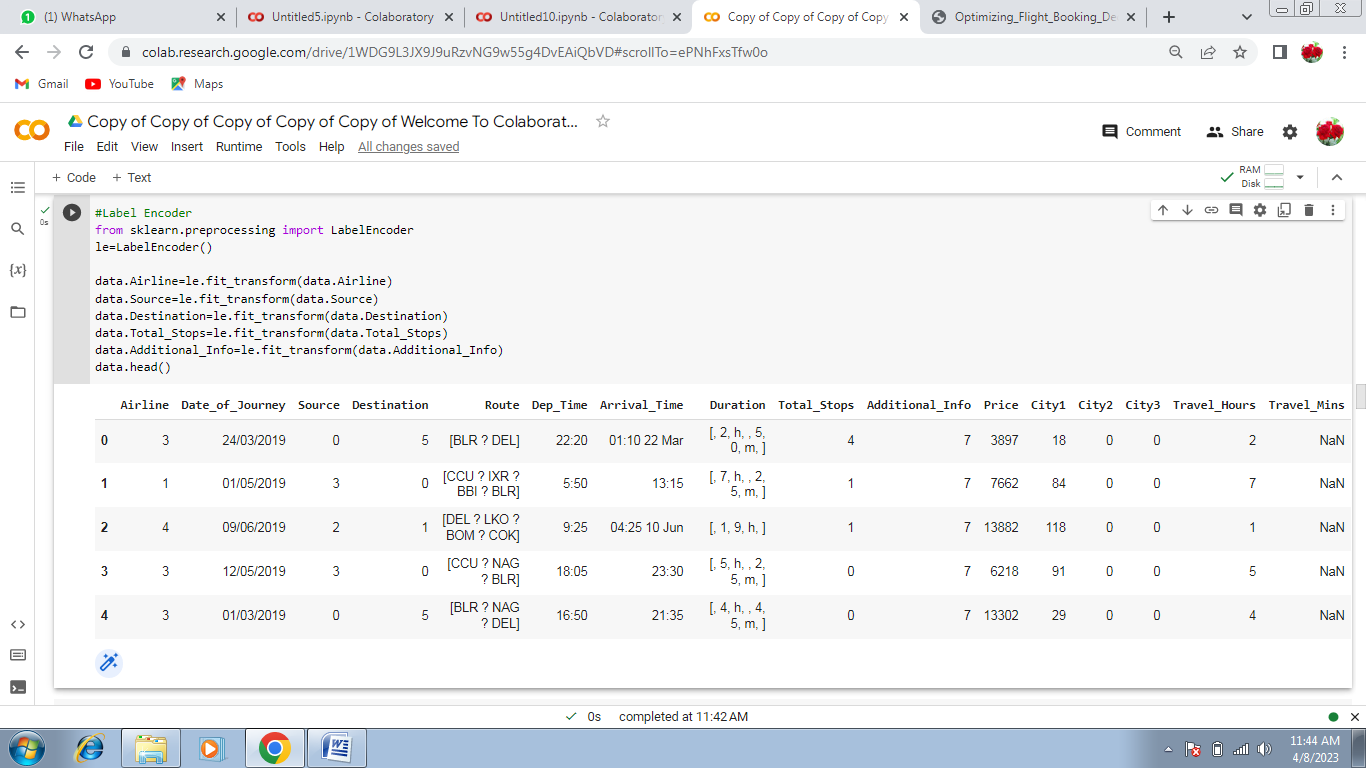 (1) WhatsApp
Untitled5.ipynb - Colaboratory
Untitled10.ipynb - Colaborator
Copy of Copy of Copy of Copy
Optimizing_Flight_Booking_De
colab.research.google.com/drive/1WDG9L3JX9J9uRzvNG9w55g4DvEAiQbVD#scrollTo=ePNhFxsTfw0o
Gmail YouTube Maps
Copy of Copy of Copy of Copy of Copy of Welcome To Colaborat...
File Edit View Insert Runtime Tools Help All changes saved
Comment Share
+ Code + Text
RAM
Disk
0s
#Label Encoder
from sklearn.preprocessing import LabelEncoder
le=LabelEncoder()
data.Airline=le.fit_transform(data.Airline)
data.Source=le.fit_transform(data.Source)
data.Destination=le.fit_transform(data.Destination)
data.Total_Stops=le.fit_transform(data.Total_Stops)
data.Additional_Info=le.fit_transform(data.Additional_Info)
data.head()
Airline Date_of_Journey Source Destination Route Dep_Time Arrival_Time Duration Total_Stops Additional_Info Price City1 City2 City3 Travel_Hours Travel_Mins
0 3 24/03/2019 0 5 [BLR ? DEL] 22:20 01:10 22 Mar [, 2, h, , 5, 0, m, ] 4 7 3897 18 0 0 2 NaN
1 1 01/05/2019 3 0 [CCU ? IXR ? BBI ? BLR] 5:50 13:15 [, 7, h, , 2, 5, m, ] 1 7 7662 84 0 0 7 NaN
2 4 09/06/2019 2 1 [DEL ? LKO ? BOM ? COK] 9:25 04:25 10 Jun [, 1, 9, h, ] 1 7 13882 118 0 0 1 NaN
3 3 12/05/2019 3 0 [CCU ? NAG ? BLR] 18:05 23:30 [, 5, h, , 2, 5, m, ] 0 7 6218 91 0 0 5 NaN
4 3 01/03/2019 0 5 [BLR ? NAG ? DEL] 16:50 21:35 [, 4, h, , 4, 5, m, ] 0 7 13302 29 0 0 4 NaN
0s completed at 11:42 AM
11:44 AM
4/8/2023